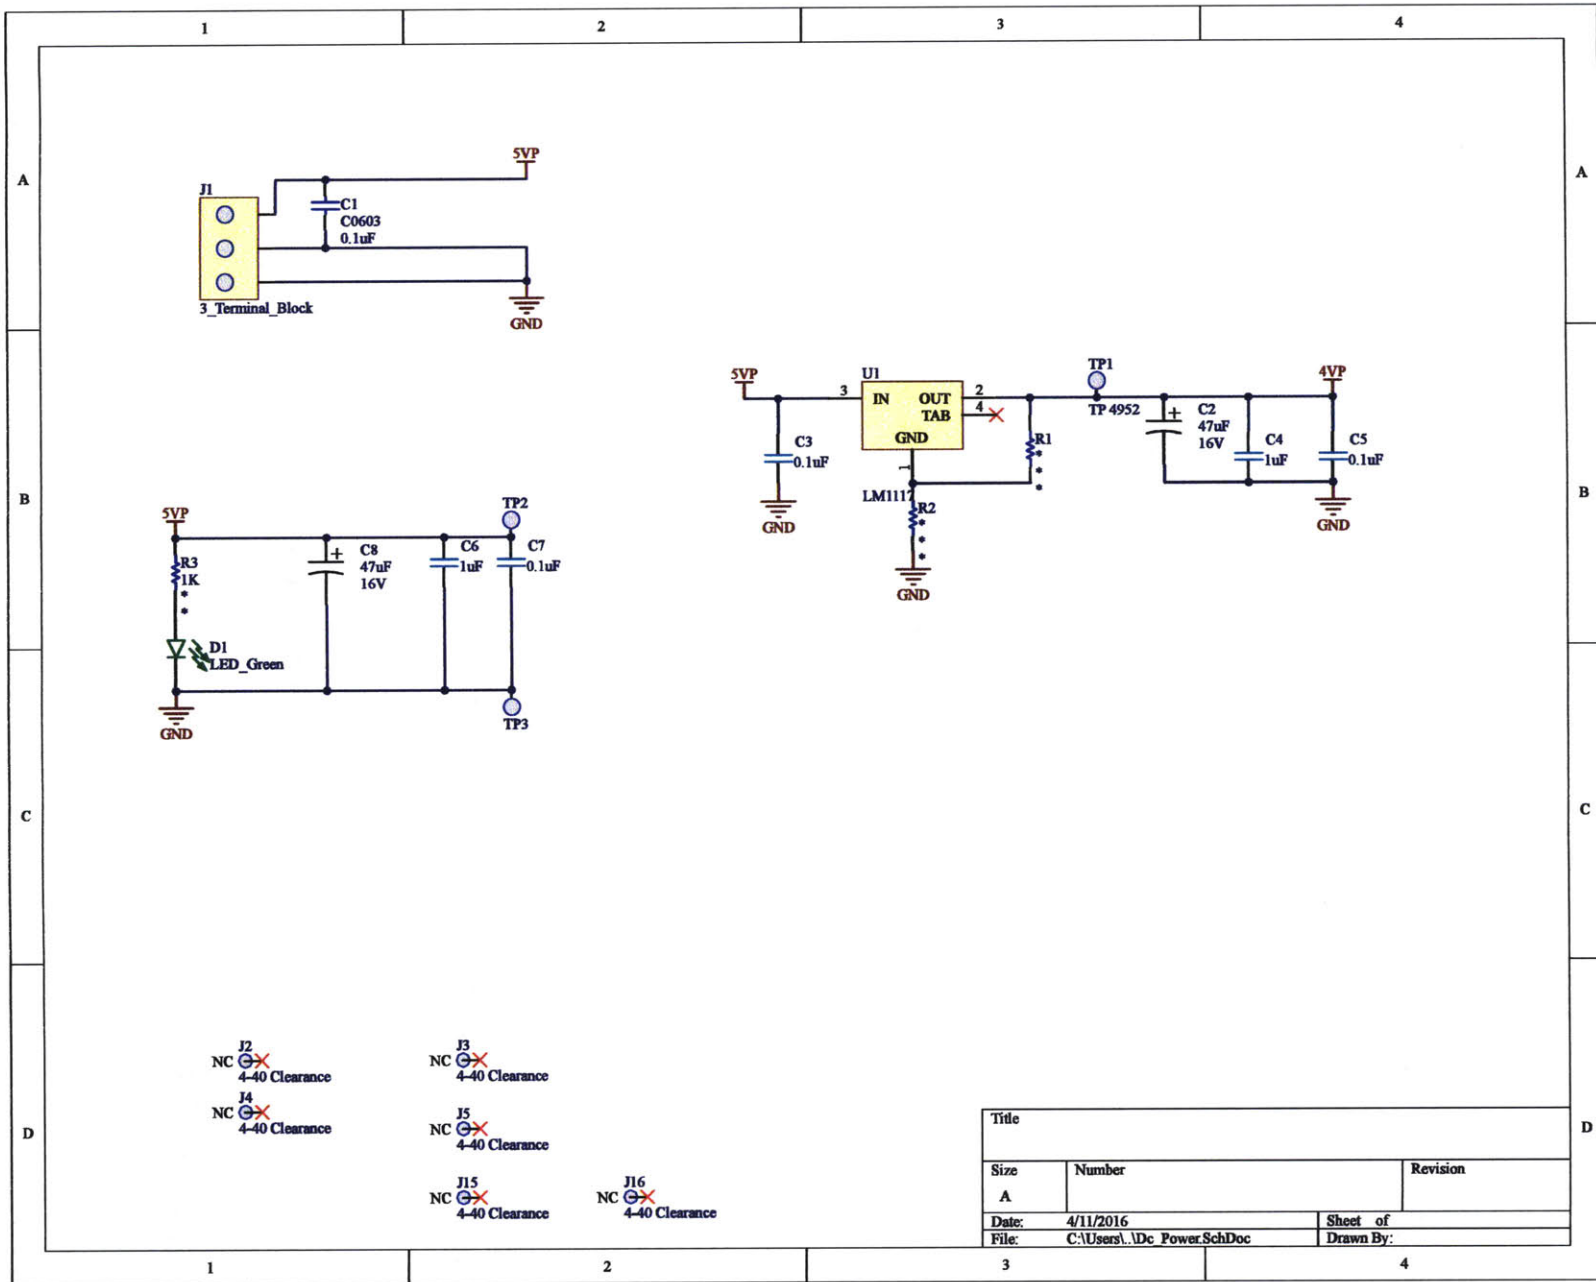 1 2 3 4
A A
5VP
J1
C1
C0603
0.1uF
3_Terminal_Block
GND
5VP
U1
3
IN
OUT
TAB
GND
2
4
1
LM1117
TP1
TP 4952
4VP
C3
0.1uF
GND
R1
*
*
*
R2
*
*
*
GND
C2
47uF
16V
C4
1uF
C5
0.1uF
GND
B B
5VP
R3
1K
*
*
D1
LED_Green
GND
C8
47uF
16V
C6
1uF
TP2
C7
0.1uF
TP3
C C
J2
NC
4-40 Clearance
J3
NC
4-40 Clearance
J4
NC
4-40 Clearance
J5
NC
4-40 Clearance
J15
NC
4-40 Clearance
J16
NC
4-40 Clearance
D D
Title
Size Number Revision
A
Date: 4/11/2016 Sheet of
File: C:\Users\..\Dc_Power.SchDoc Drawn By:
1 2 3 4